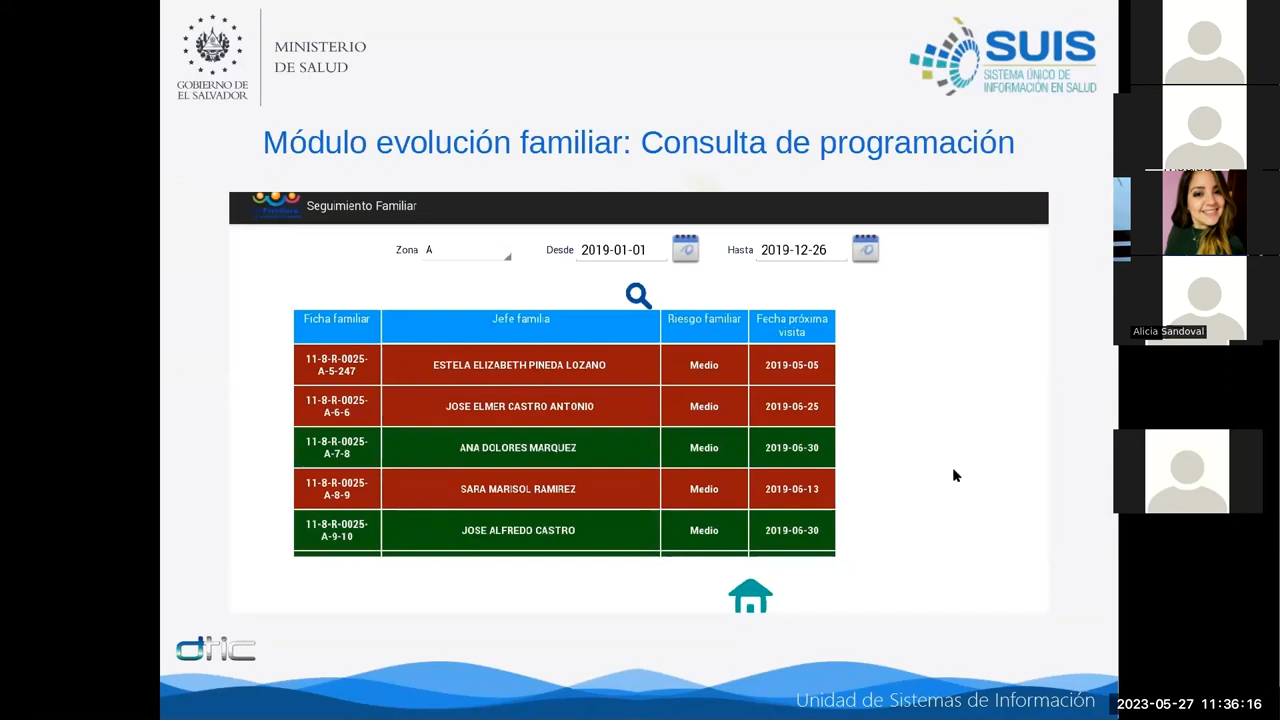 GOBIERNO DE
EL SALVADOR
MINISTERIO
DE SALUD
SUIS
SISTEMA ÚNICO DE
INFORMACIÓN EN SALUD
Módulo evolución familiar: Consulta de programación
Seguimiento Familiar
Zona A Desde 2019-01-01 Hasta 2019-12-26
Ficha familiar Jefe familia Riesgo familiar Fecha próxima visita
11-8-R-0025-A-5-247 ESTELA ELIZABETH PINEDA LOZANO Medio 2019-05-05
11-8-R-0025-A-6-6 JOSE ELMER CASTRO ANTONIO Medio 2019-06-25
11-8-R-0025-A-7-8 ANA DOLORES MARQUEZ Medio 2019-06-30
11-8-R-0025-A-8-9 SARA MARISOL RAMIREZ Medio 2019-06-13
11-8-R-0025-A-9-10 JOSE ALFREDO CASTRO Medio 2019-06-30
Alicia Sandoval
dtic
Unidad de Sistemas de Información
2023-05-27 11:36:16